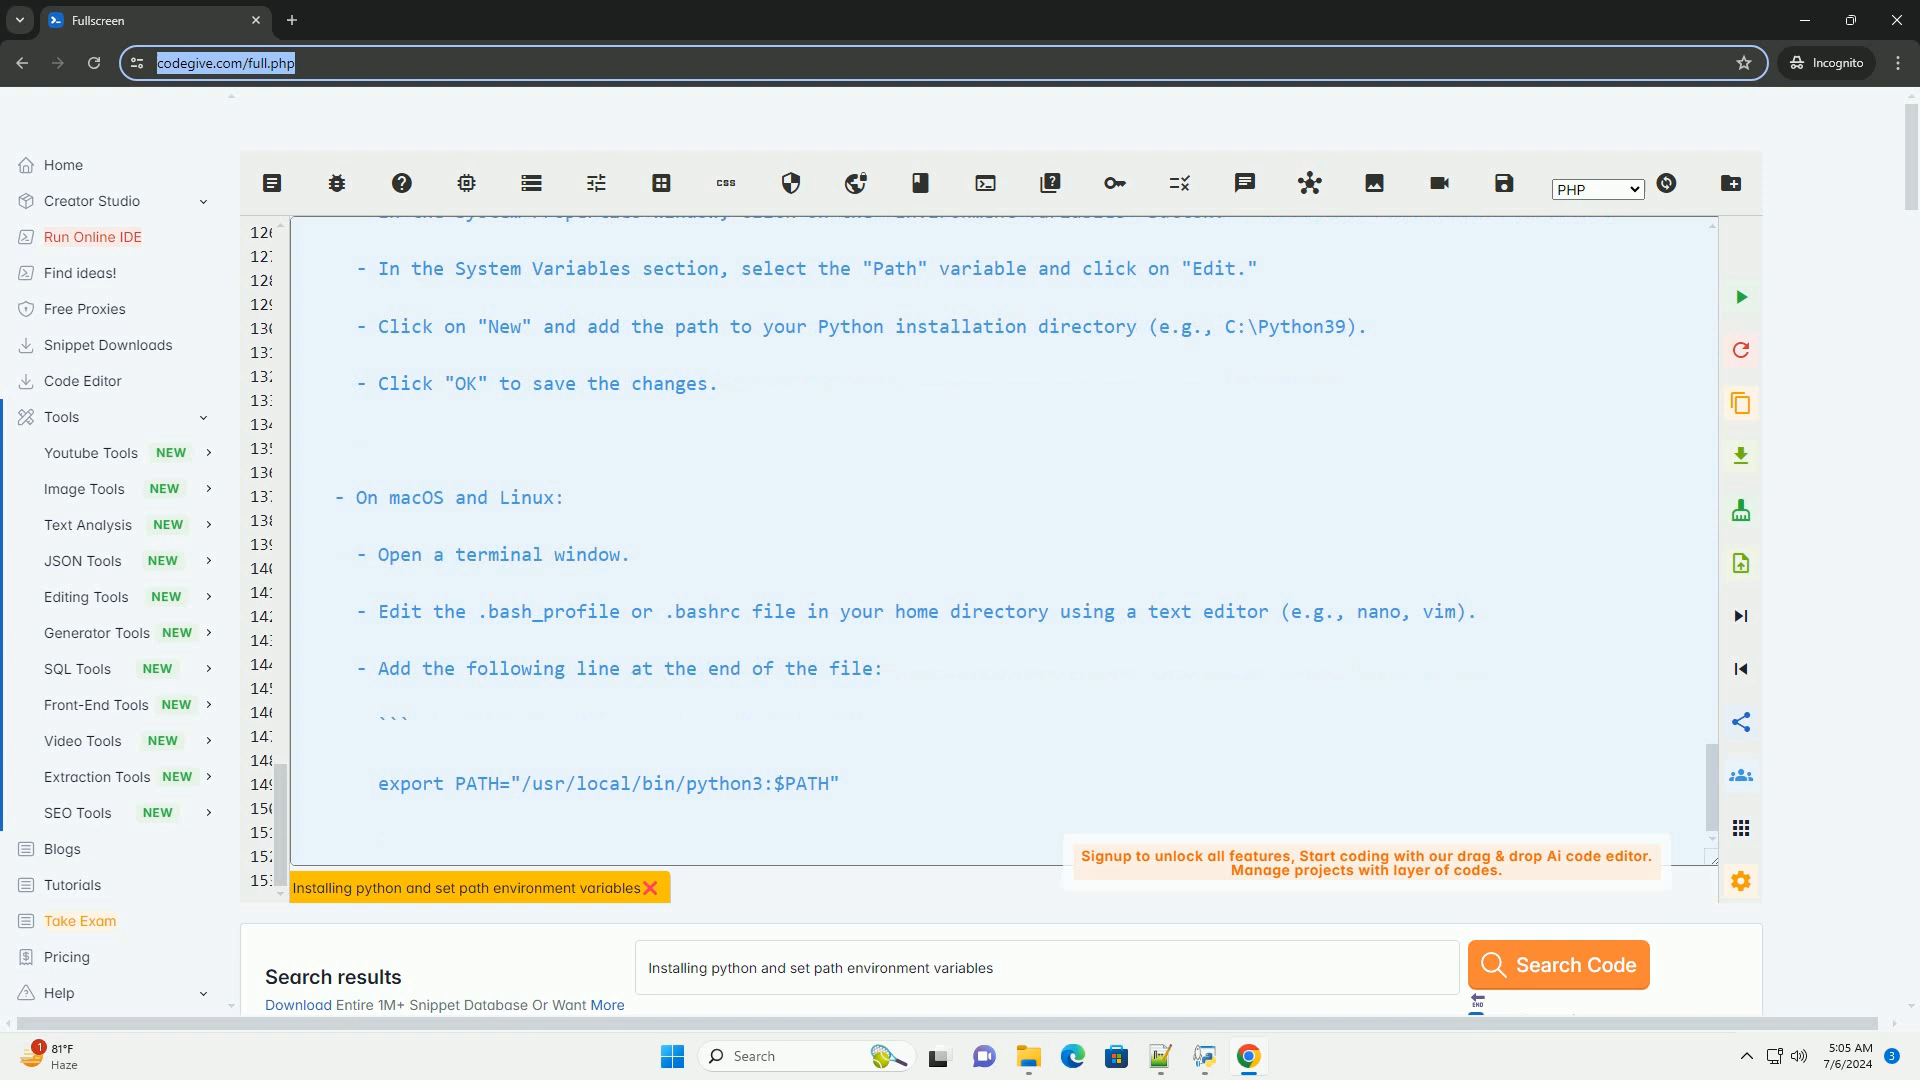 Fullscreen
codegive.com/full.php
Incognito
Home
Creator Studio
Run Online IDE
Find ideas!
Free Proxies
Snippet Downloads
Code Editor
Tools
Youtube Tools NEW
Image Tools NEW
Text Analysis NEW
JSON Tools NEW
Editing Tools NEW
Generator Tools NEW
SQL Tools NEW
Front-End Tools NEW
Video Tools NEW
Extraction Tools NEW
SEO Tools NEW
Blogs
Tutorials
Take Exam
Pricing
Help
CSS
PHP
- In the System Variables section, select the "Path" variable and click on "Edit."
- Click on "New" and add the path to your Python installation directory (e.g., C:\Python39).
- Click "OK" to save the changes.
- On macOS and Linux:
- Open a terminal window.
- Edit the .bash_profile or .bashrc file in your home directory using a text editor (e.g., nano, vim).
- Add the following line at the end of the file:
```
export PATH="/usr/local/bin/python3:$PATH"
Signup to unlock all features, Start coding with our drag & drop Ai code editor.
Manage projects with layer of codes.
Installing python and set path environment variables
Search results
Download Entire 1M+ Snippet Database Or Want More
Installing python and set path environment variables
Search Code
END
1
81°F
Haze
Search
5:05 AM
7/6/2024
3